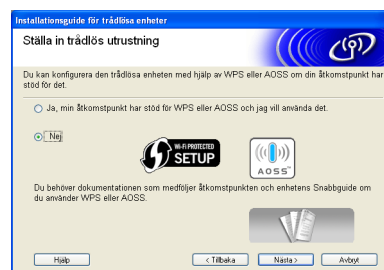 Installationsguide för trådlösa enheter
Ställa in trådlös utrustning
Du kan konfigurera den trådlösa enheten med hjälp av WPS eller AOSS om din åtkomstpunkt har
stöd för det.
Ja, min åtkomstpunkt har stöd för WPS eller AOSS och jag vill använda det.
Nej
WI-FI PROTECTED
SETUP
AOSS
Du behöver dokumentationen som medföljer åtkomstpunkten och enhetens Snabbguide om
du använder WPS eller AOSS.
Hjälp
< Tillbaka
Nästa >
Avbryt